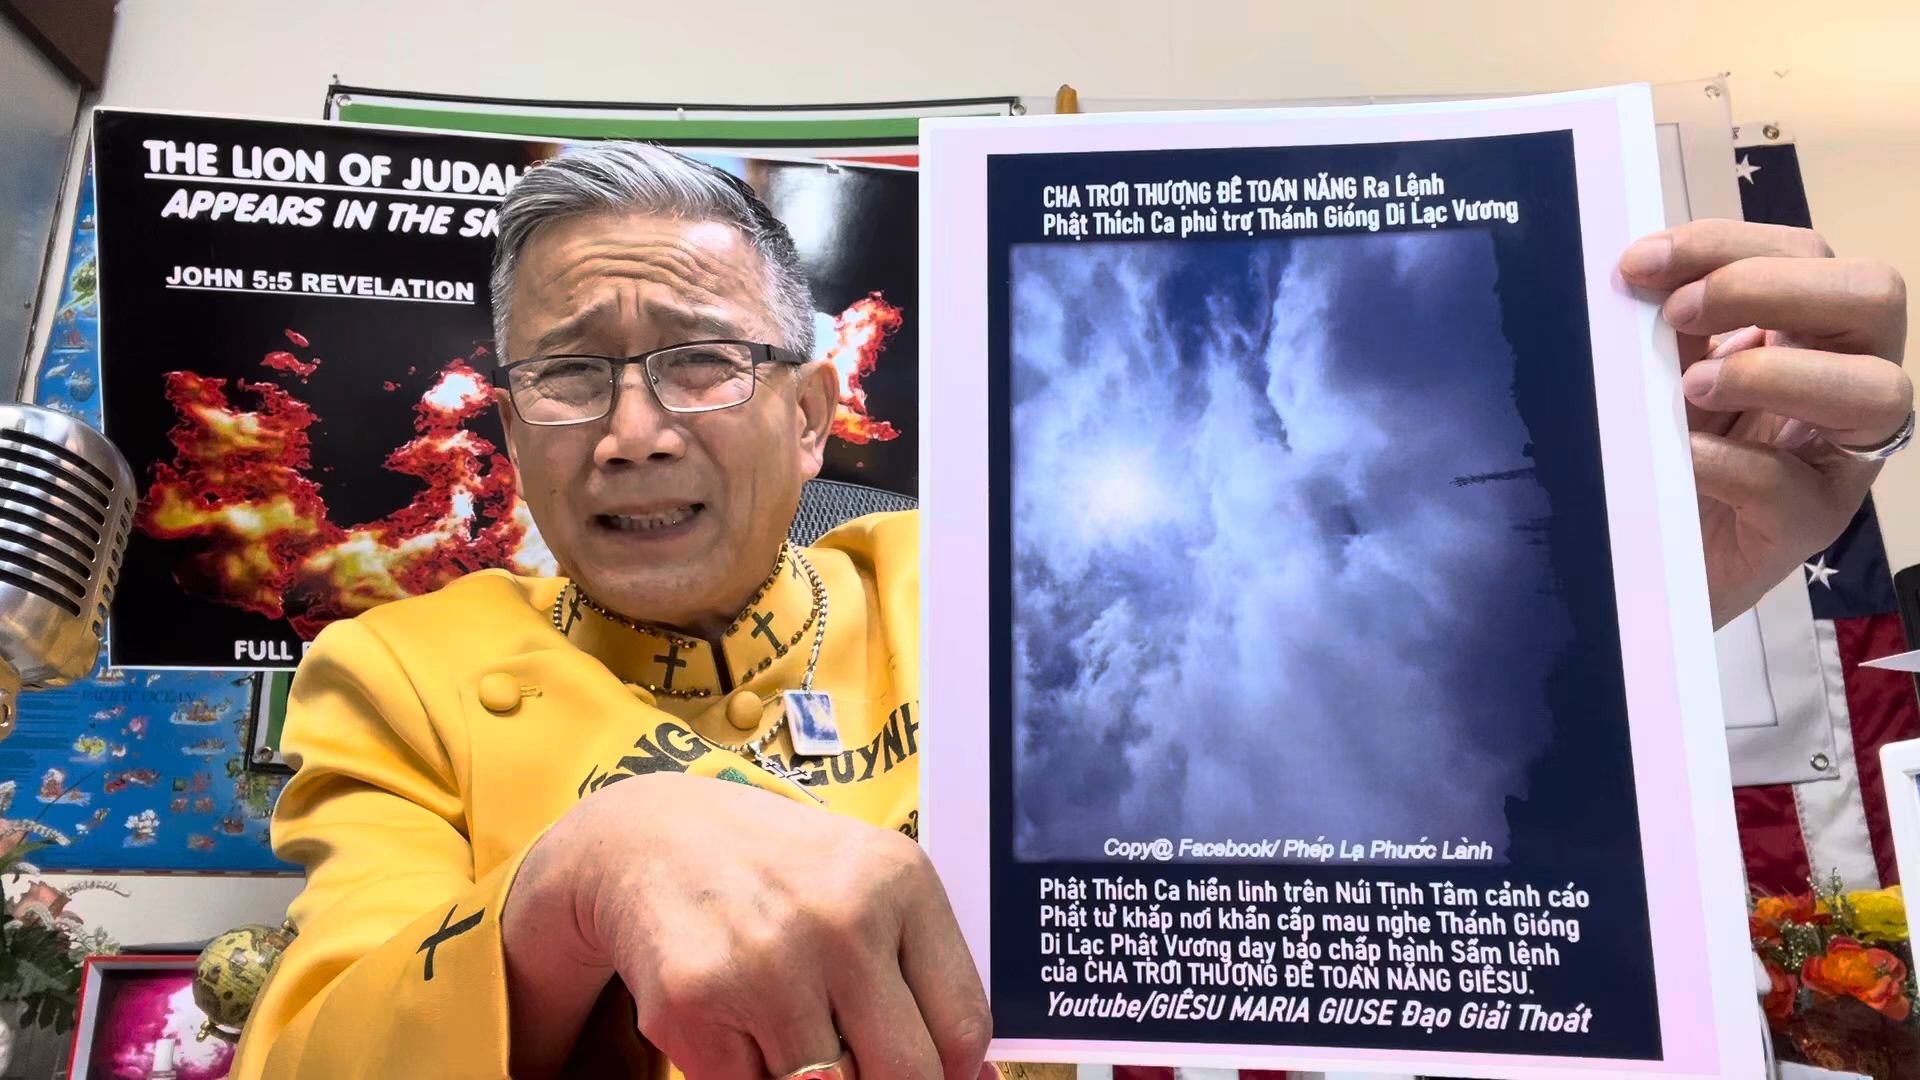 THE LION OF JUDAH
APPEARS IN THE
JOHN 5:5 REVELATION
FULL
PACIFIC OCEAN
CHA TRỜI THƯỢNG ĐẾ TOÀN NĂNG Ra Lệnh
Phật Thích Ca phù trợ Thánh Gióng Di Lạc Vương
Copy@ Facebook/ Phép Lạ Phước Lành
Phật Thích Ca hiển linh trên Núi Tịnh Tâm cảnh cáo
Phật tử khắp nơi khẩn cấp mau nghe Thánh Gióng
Di Lạc Phật Vương dạy bảo chấp hành Sấm lệnh
của CHA TRỜI THƯỢNG ĐẾ TOÀN NĂNG GIÊSU.
Youtube/GIÊSU MARIA GIUSE Đạo Giải Thoát